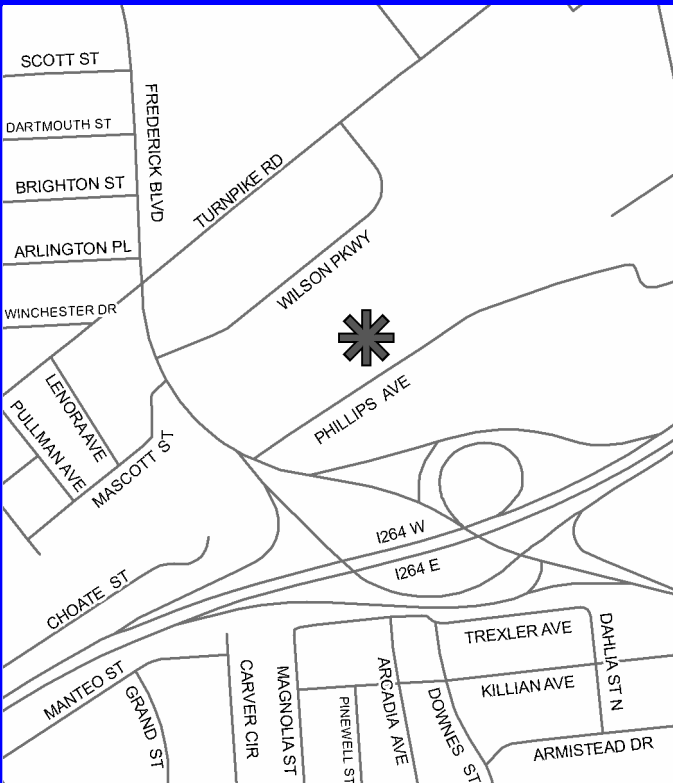 SCOTT ST
FREDERICK BLVD
DARTMOUTH ST
TURNPIKE RD
BRIGHTON ST
ARLINGTON PL
WILSON PKWY
WINCHESTER DR
LENORA AVE
PULLMAN AVE
PHILLIPS AVE
MASCOTT ST
I264 W
I264 E
CHOATE ST
TREXLER AVE
DAHLIA ST N
MANTEO ST
GRAND ST
CARVER CIR
MAGNOLIA ST
PINEWELL ST
ARCADIA AVE
DOWNES ST
KILLIAN AVE
ARMISTEAD DR